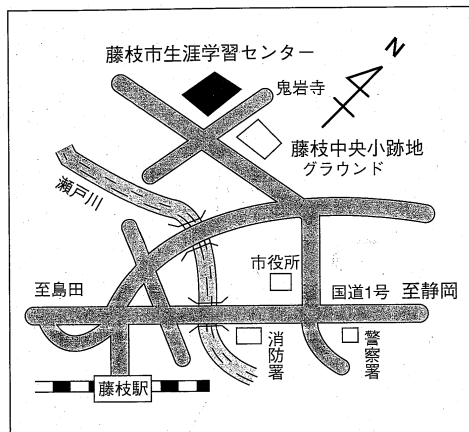 藤枝市生涯学習センター
N
鬼岩寺
藤枝中央小跡地
グラウンド
瀬戸川
市役所
至島田
国道1号
至静岡
消防署
警察署
藤枝駅